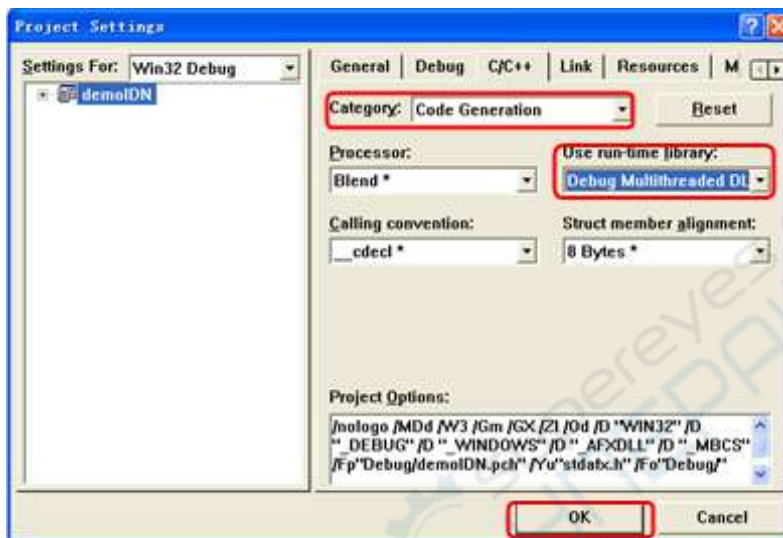 Project Settings
Settings For: Win32 Debug
demoIDN
General Debug C/C++ Link Resources M
Category: Code Generation
Reset
Processor:
Use run-time library:
Blend *
Debug Multithreaded DL
Calling convention:
Struct member alignment:
__cdecl *
8 Bytes *
Project Options:
/nologo /MDd /W3 /Gm /GX /ZI /Od /D "WIN32" /D
"_DEBUG" /D "_WINDOWS" /D "_AFXDLL" /D "_MBCS"
/Fp"Debug/demoIDN.pch" /Yu"stdafx.h" /Fo"Debug/"
OK
Cancel